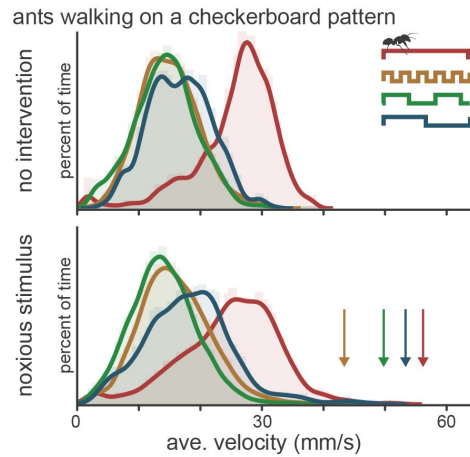 ants walking on a checkerboard pattern
no intervention
percent of time
noxious stimulus
percent of time
0 30 60
ave. velocity (mm/s)